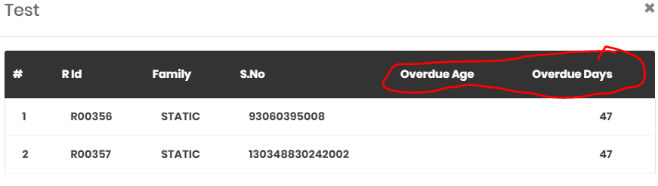 Test
# R Id Family S.No Overdue Age Overdue Days
1 R00356 STATIC 93060395008 47
2 R00357 STATIC 130348830242002 47